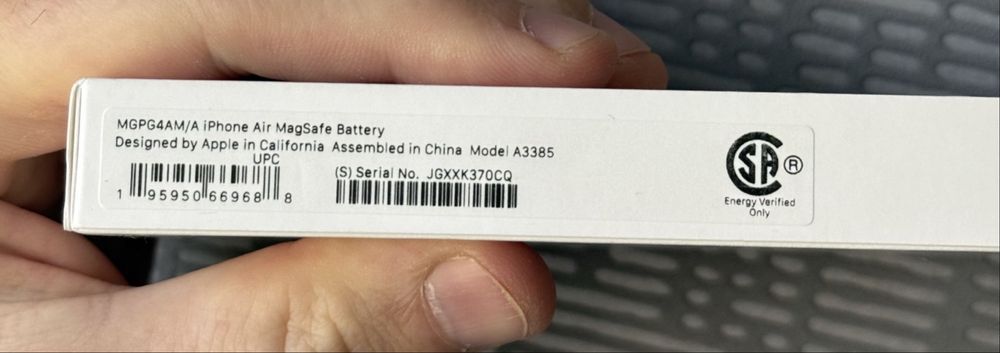 MGPG4AM/A iPhone Air MagSafe Battery
Designed by Apple in California Assembled in China Model A3385
UPC
1 95950 66968 8
(S) Serial No. JGXXK370CQ
SA ®
Energy Verified
Only